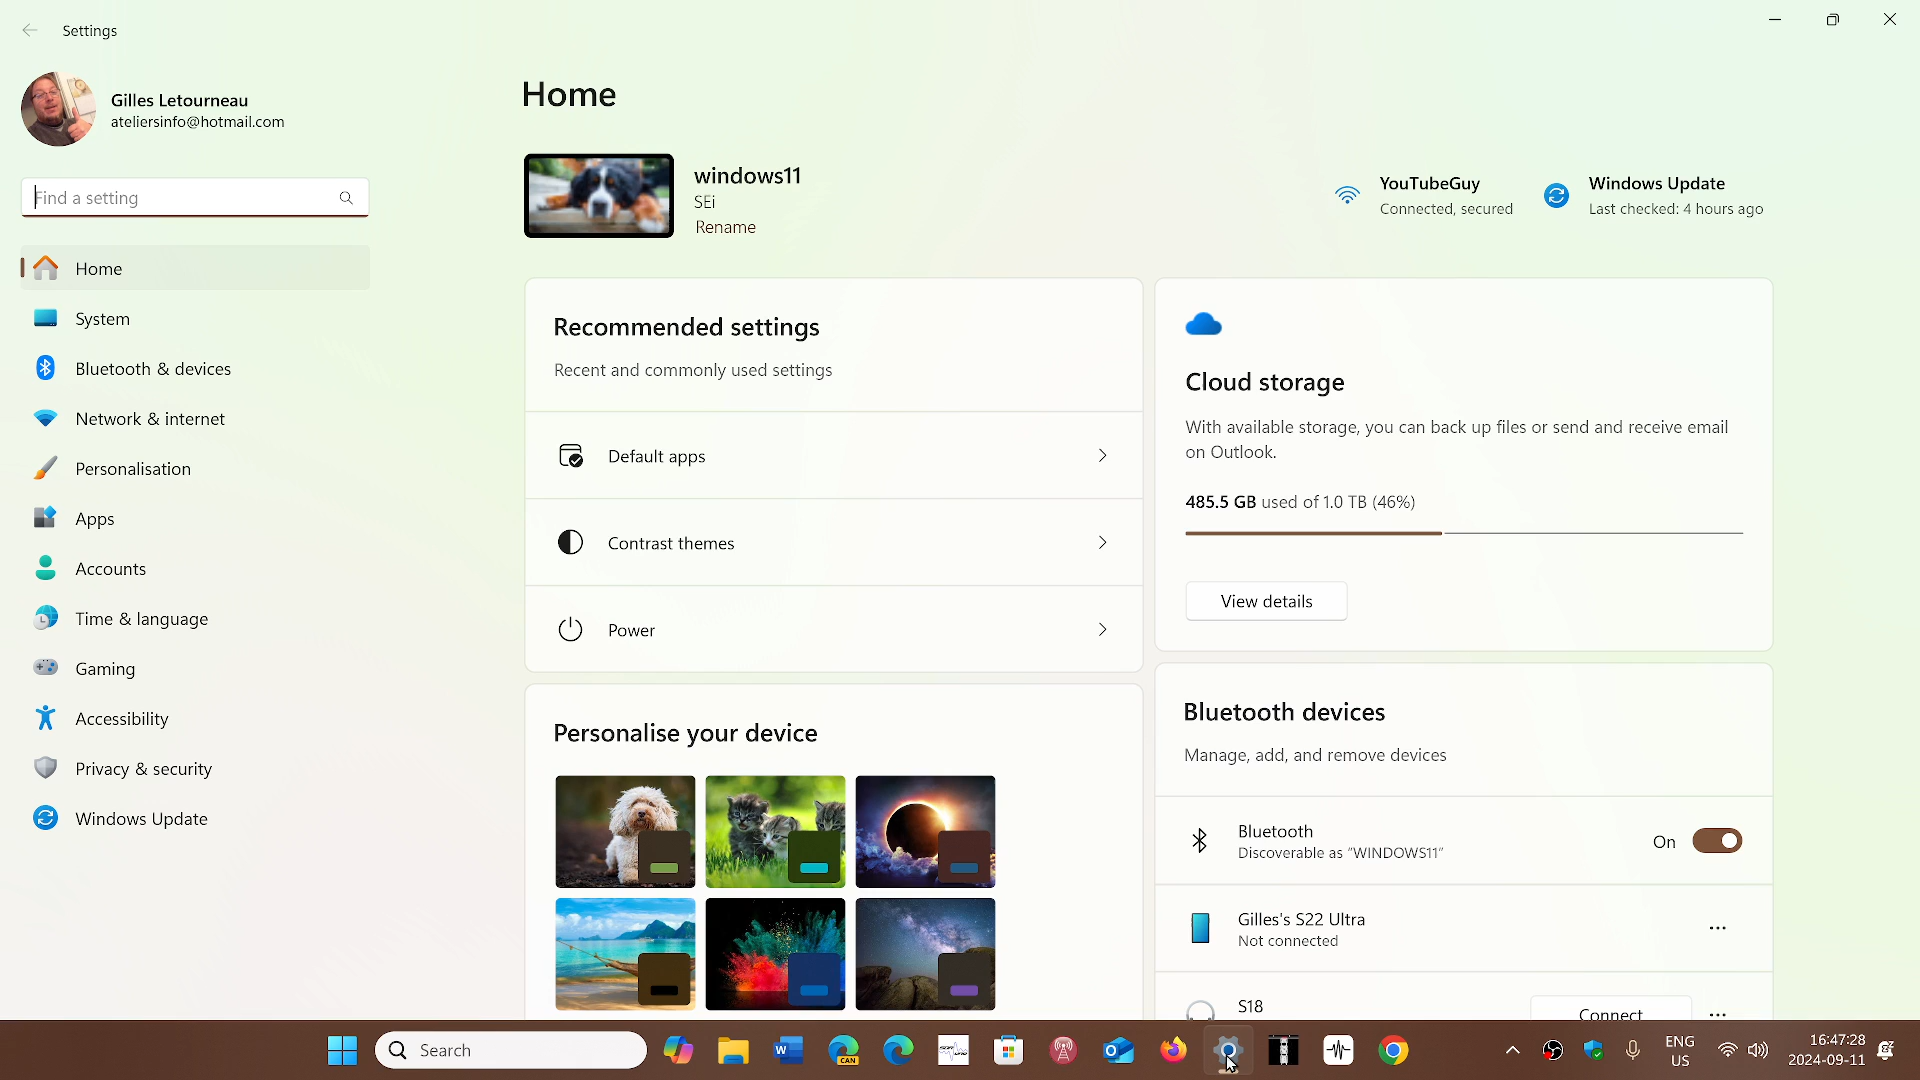 Settings
Gilles Letourneau
ateliersinfo@hotmail.com
Find a setting
Home
System
Bluetooth & devices
Network & internet
Personalisation
Apps
Accounts
Time & language
Gaming
Accessibility
Privacy & security
Windows Update
Home
windows11
SEi
Rename
YouTubeGuy
Connected, secured
Windows Update
Last checked: 4 hours ago
Recommended settings
Recent and commonly used settings
Default apps
Contrast themes
Power
Personalise your device
Cloud storage
With available storage, you can back up files or send and receive email
on Outlook.
485.5 GB used of 1.0 TB (46%)
View details
Bluetooth devices
Manage, add, and remove devices
Bluetooth
Discoverable as "WINDOWS11"
On
Gilles's S22 Ultra
Not connected
S18
Connect
Search
W
CAN
ENG
US
16:47:28
2024-09-11